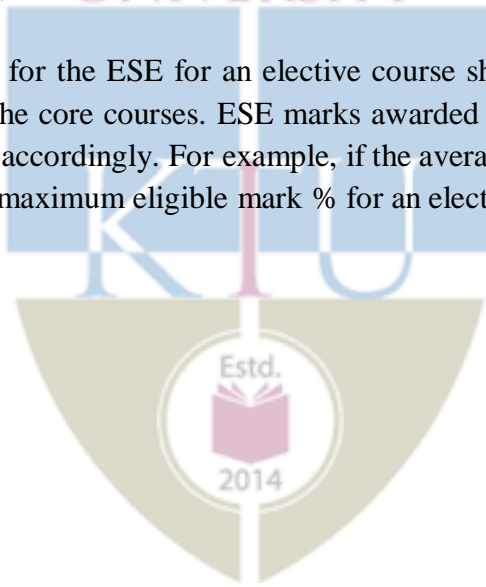 for the ESE for an elective course sh
he core courses. ESE marks awarded
accordingly. For example, if the avera
maximum eligible mark % for an elect
KTU
Estd.
2014